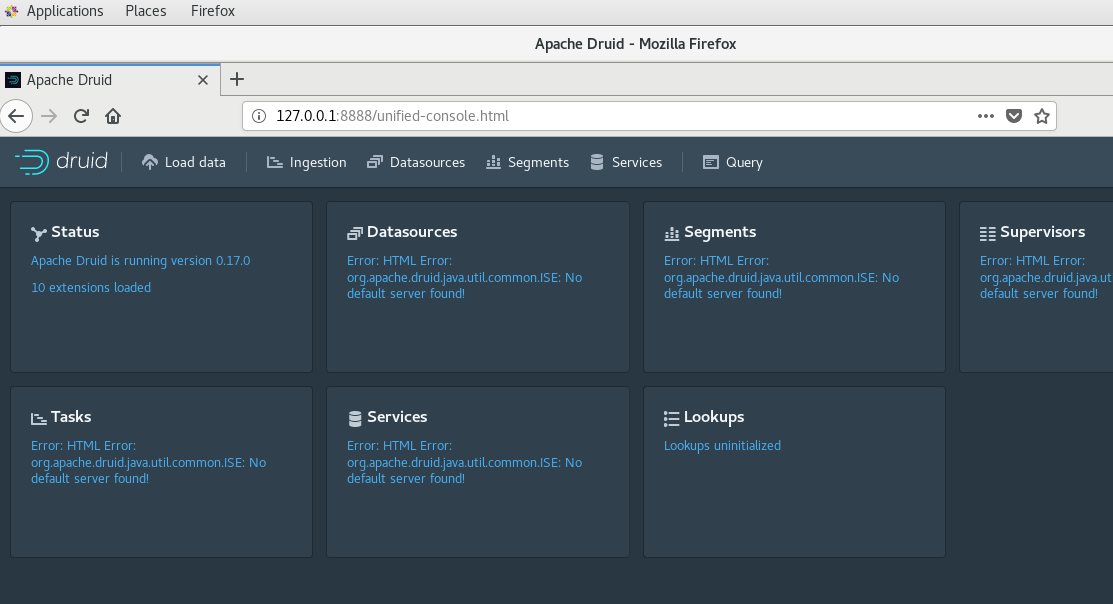 Applications Places Firefox
Apache Druid - Mozilla Firefox
Apache Druid
127.0.0.1:8888/unified-console.html
druid Load data Ingestion Datasources Segments Services Query
Status
Apache Druid is running version 0.17.0
10 extensions loaded
Datasources
Error: HTML Error:
org.apache.druid.java.util.common.ISE: No
default server found!
Segments
Error: HTML Error:
org.apache.druid.java.util.common.ISE: No
default server found!
Supervisors
Error: HTML Error:
org.apache.druid.java.ut
default server found!
Tasks
Error: HTML Error:
org.apache.druid.java.util.common.ISE: No
default server found!
Services
Error: HTML Error:
org.apache.druid.java.util.common.ISE: No
default server found!
Lookups
Lookups uninitialized